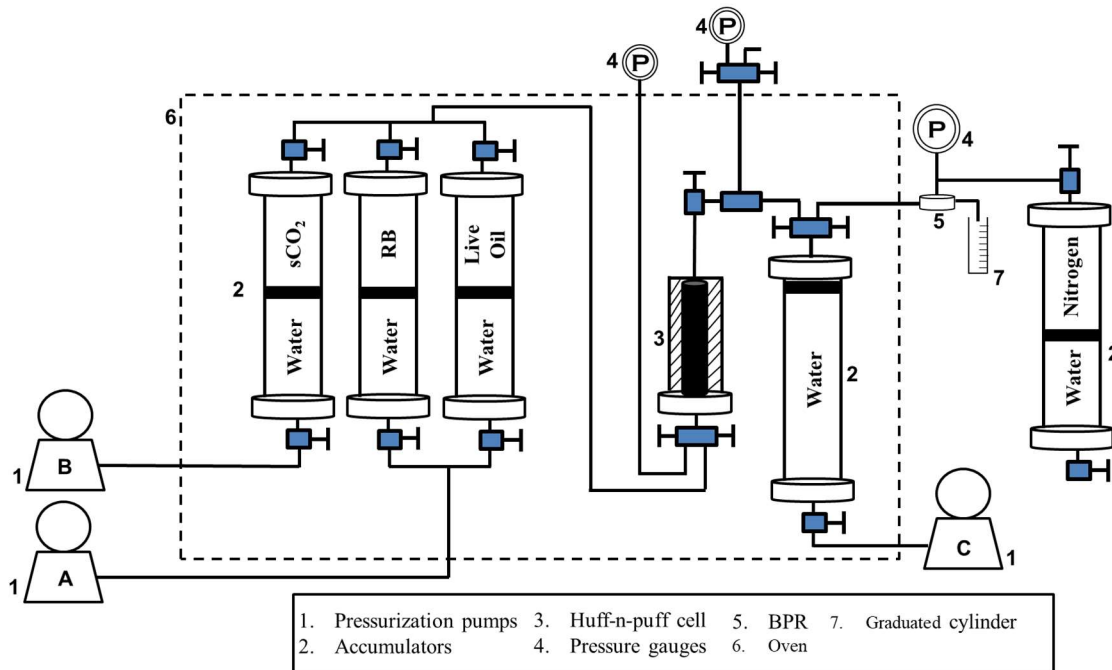 P
4
P
4
6
P
4
sCO₂
RB
Live
Oil
5
7
Nitrogen
2
3
Water
Water
Water
Water
2
Water
2
B
1
A
1
C
1
1. Pressurization pumps 3. Huff-n-puff cell 5. BPR 7. Graduated cylinder
2. Accumulators 4. Pressure gauges 6. Oven